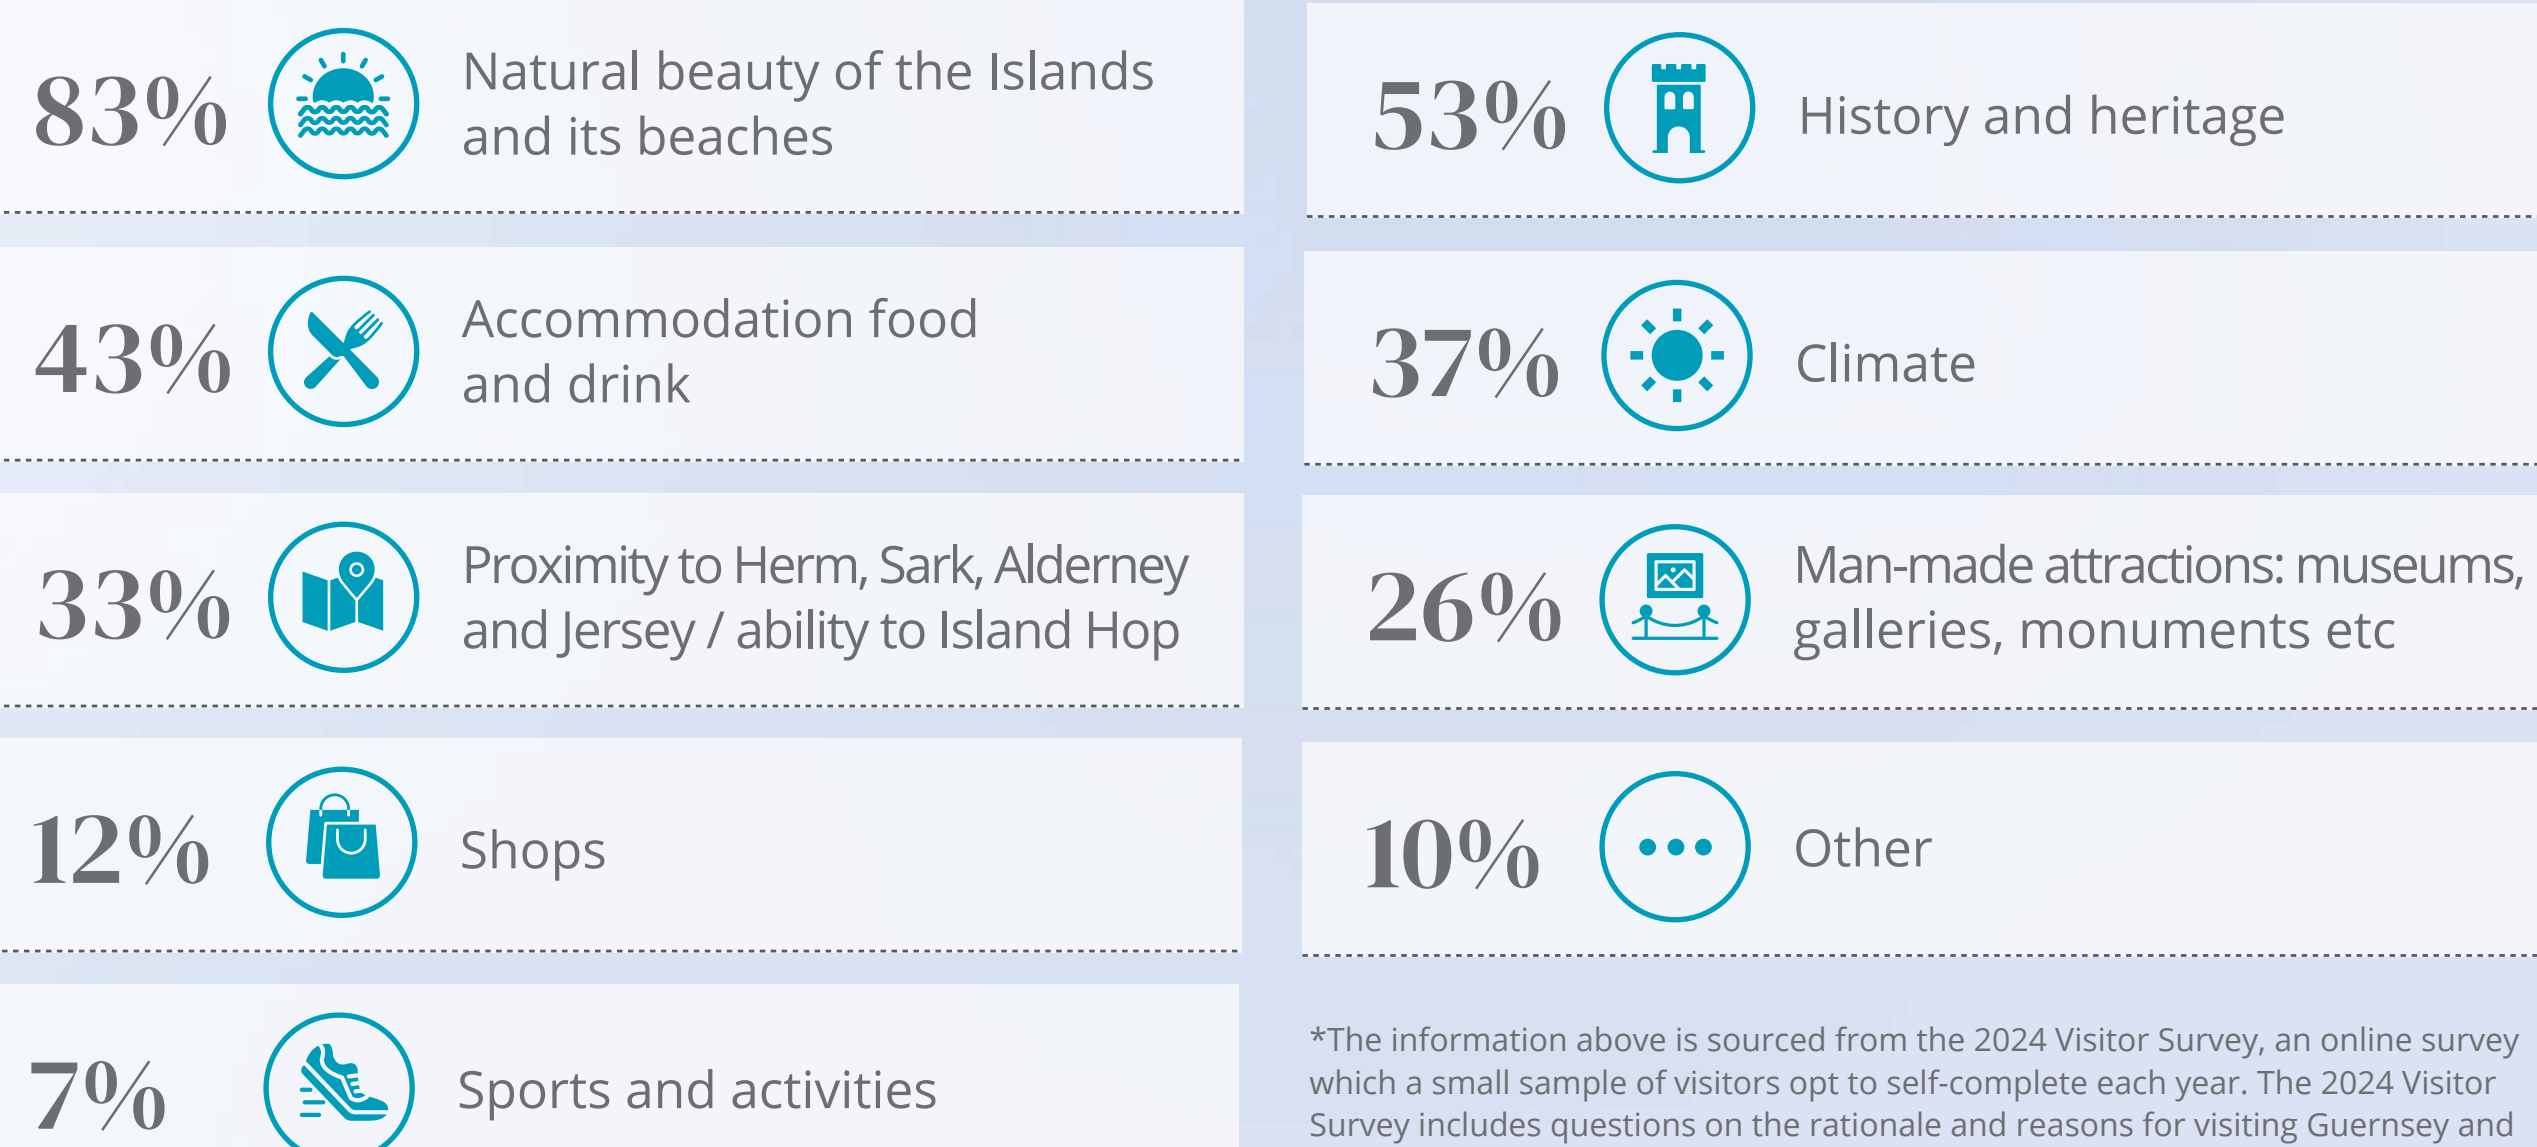 83%
Natural beauty of the Islands
and its beaches
53%
History and heritage
43%
Accommodation food
and drink
37%
Climate
33%
Proximity to Herm, Sark, Alderney
and Jersey / ability to Island Hop
26%
Man-made attractions: museums,
galleries, monuments etc
12%
Shops
10%
Other
7%
Sports and activities
*The information above is sourced from the 2024 Visitor Survey, an online survey
which a small sample of visitors opt to self-complete each year. The 2024 Visitor
Survey includes questions on the rationale and reasons for visiting Guernsey and